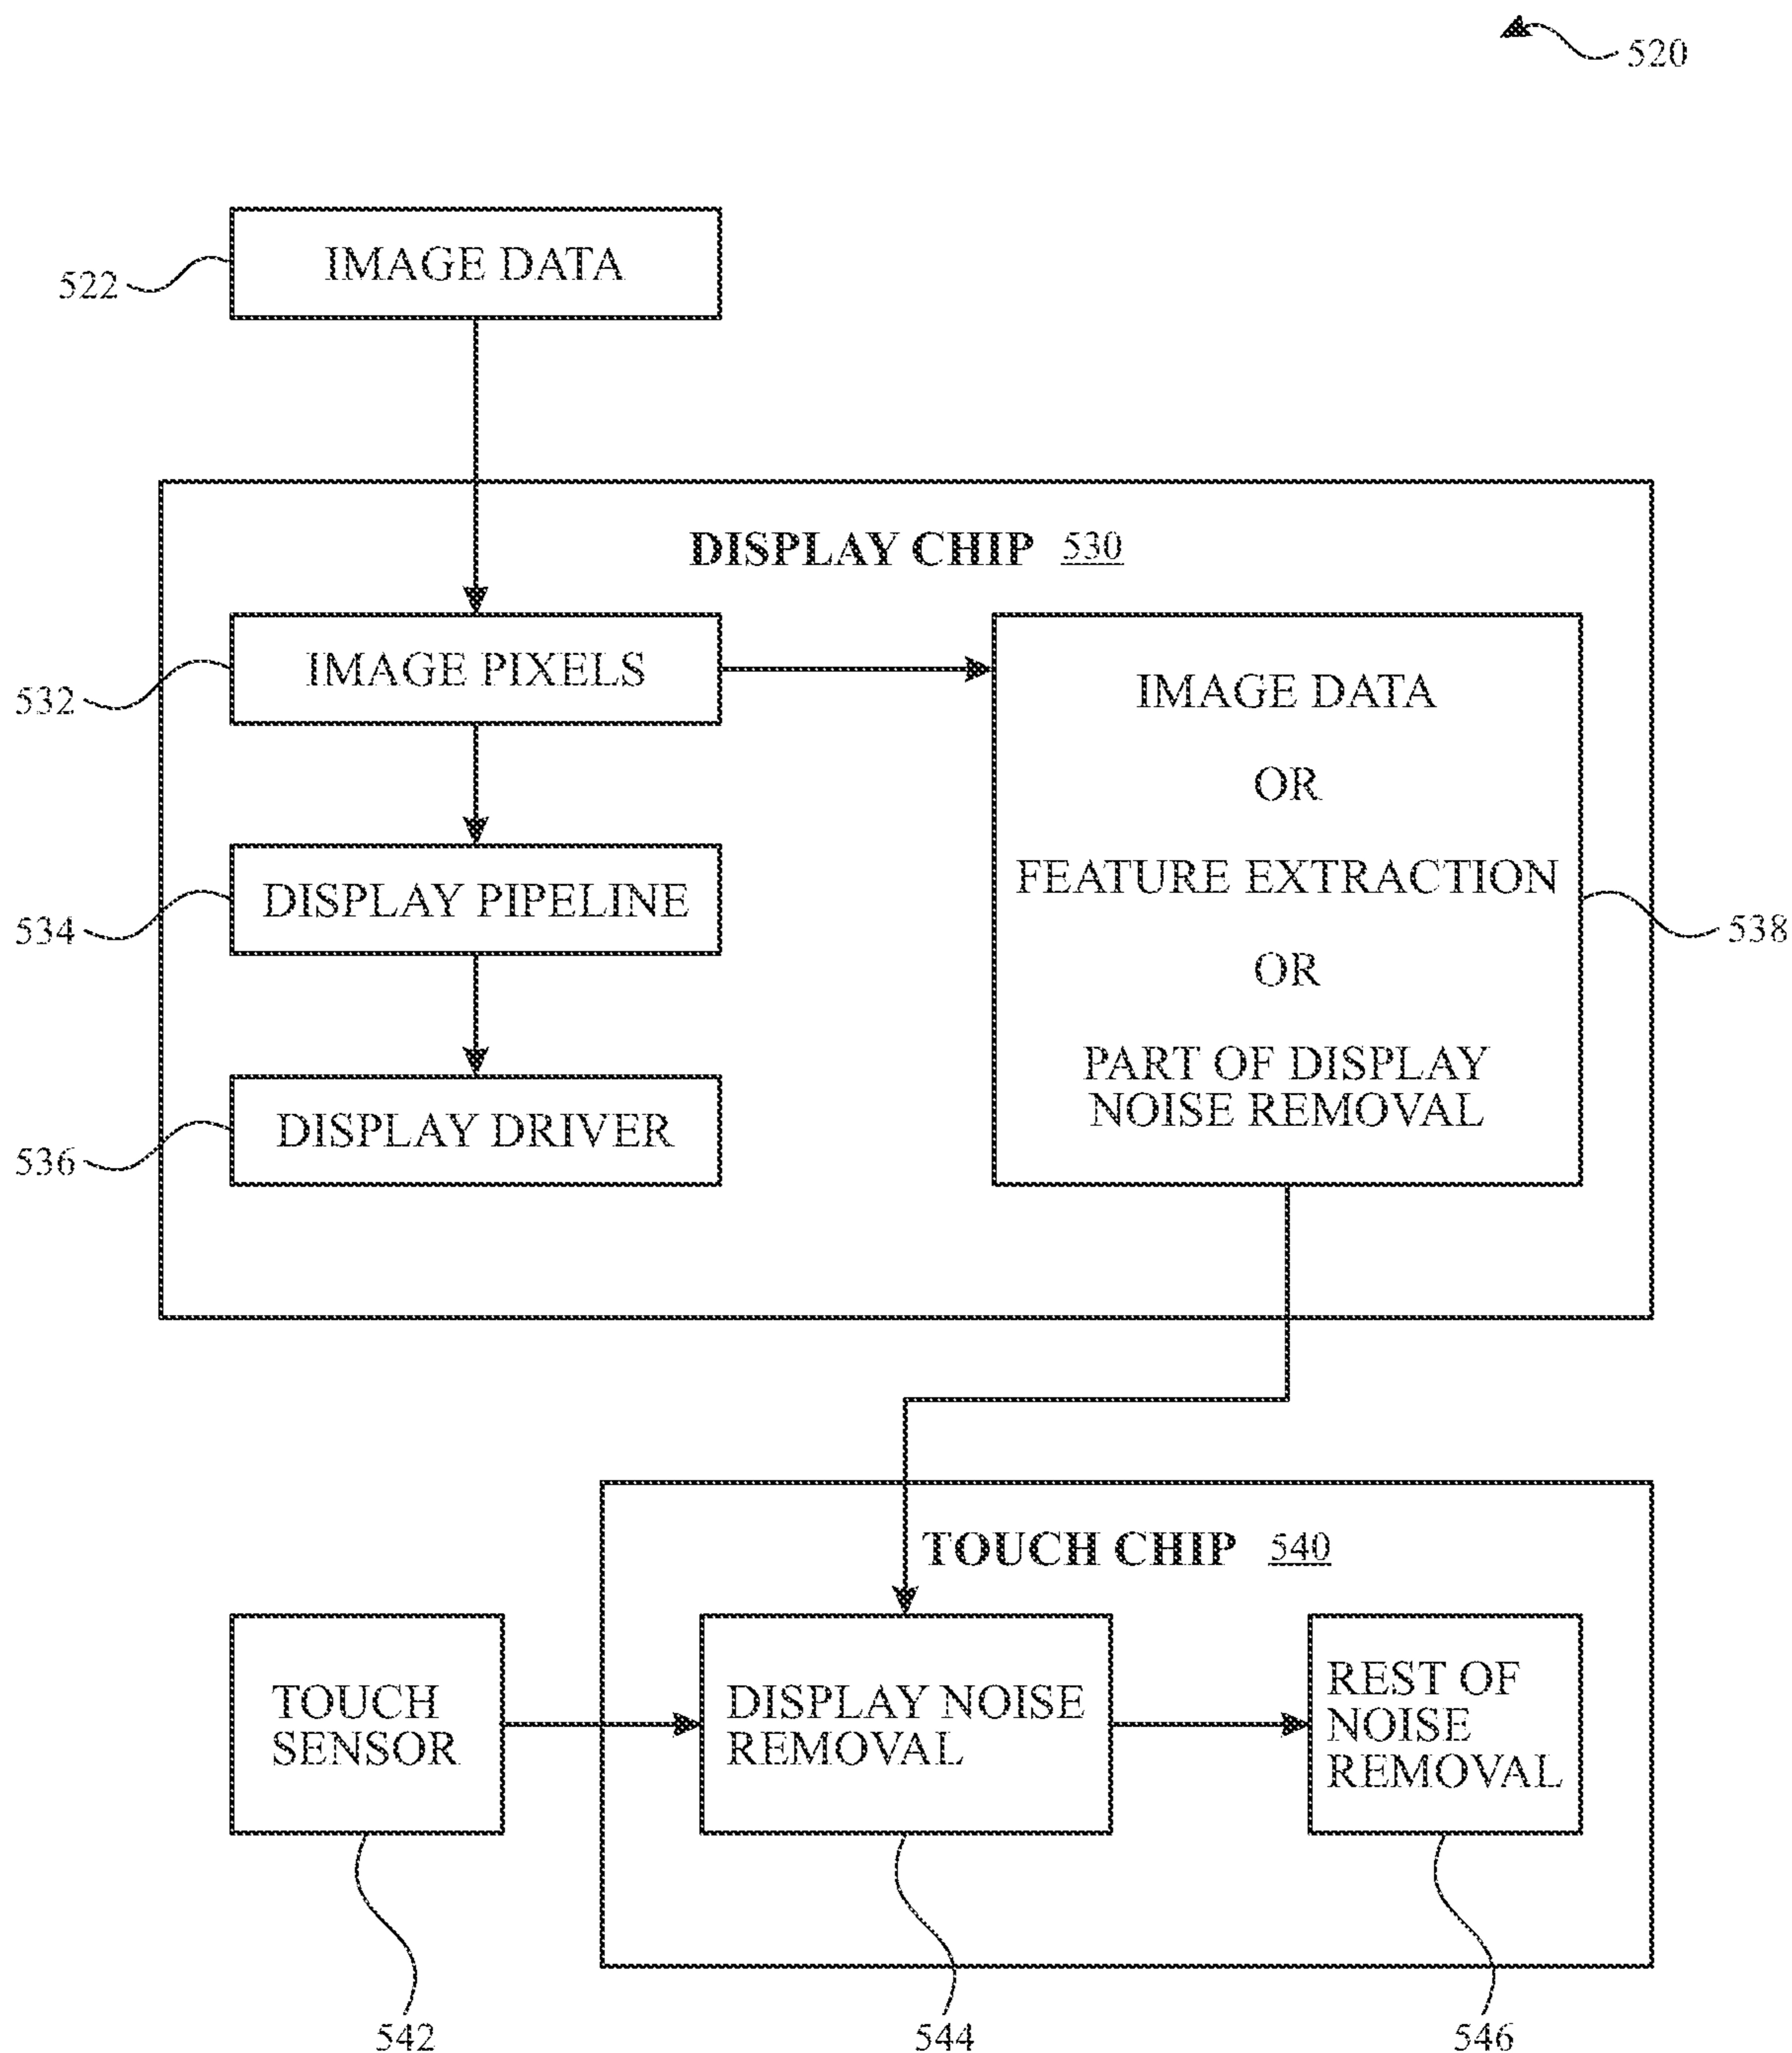 520
IMAGE DATA
522
DISPLAY CHIP 530
IMAGE PIXELS
532
IMAGE DATA
OR
FEATURE EXTRACTION
OR
PART OF DISPLAY
NOISE REMOVAL
538
DISPLAY PIPELINE
534
DISPLAY DRIVER
536
TOUCH CHIP 540
TOUCH
SENSOR
DISPLAY NOISE
REMOVAL
REST OF
NOISE
REMOVAL
542
544
546